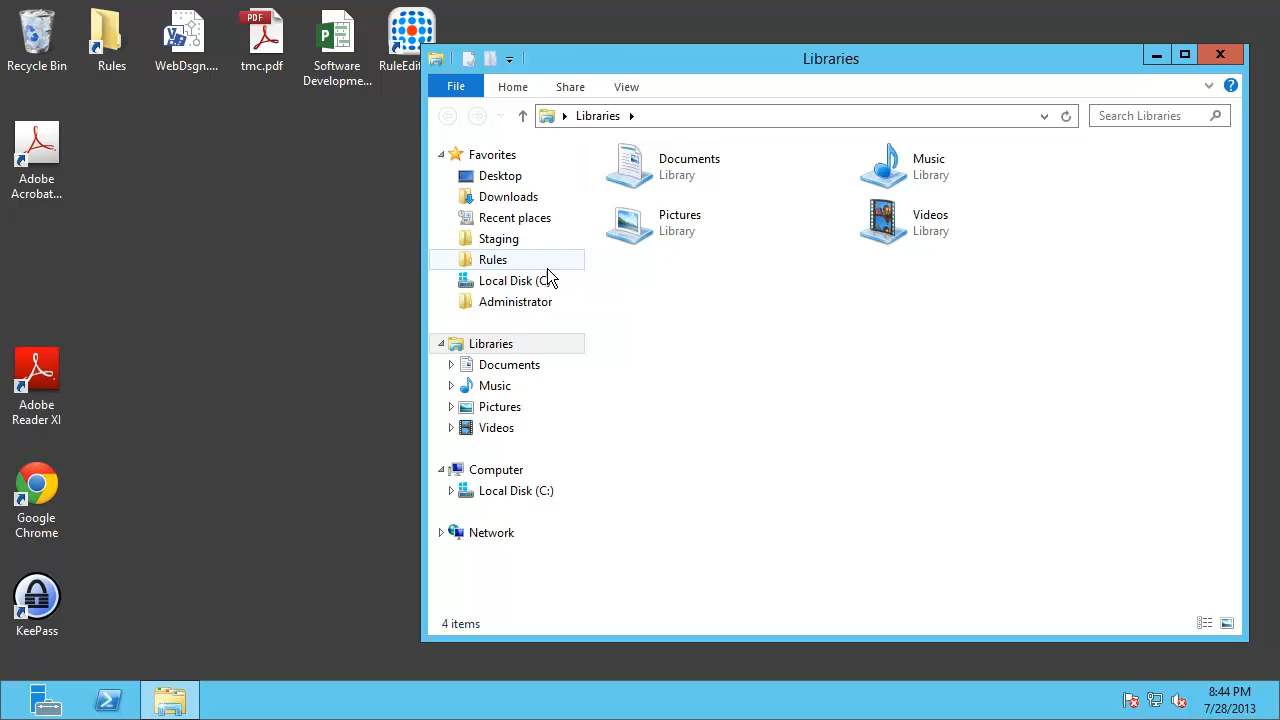 Recycle Bin
Rules
WebDsgn....
PDF
tmc.pdf
Software
Developme...
RuleEdit
Adobe
Acrobat...
Adobe
Reader XI
Google
Chrome
KeePass
Libraries
File
Home
Share
View
Libraries
Search Libraries
Favorites
Desktop
Downloads
Recent places
Staging
Rules
Local Disk (C:)
Administrator
Libraries
Documents
Music
Pictures
Videos
Computer
Local Disk (C:)
Network
Documents
Library
Music
Library
Pictures
Library
Videos
Library
4 items
8:44 PM
7/28/2013